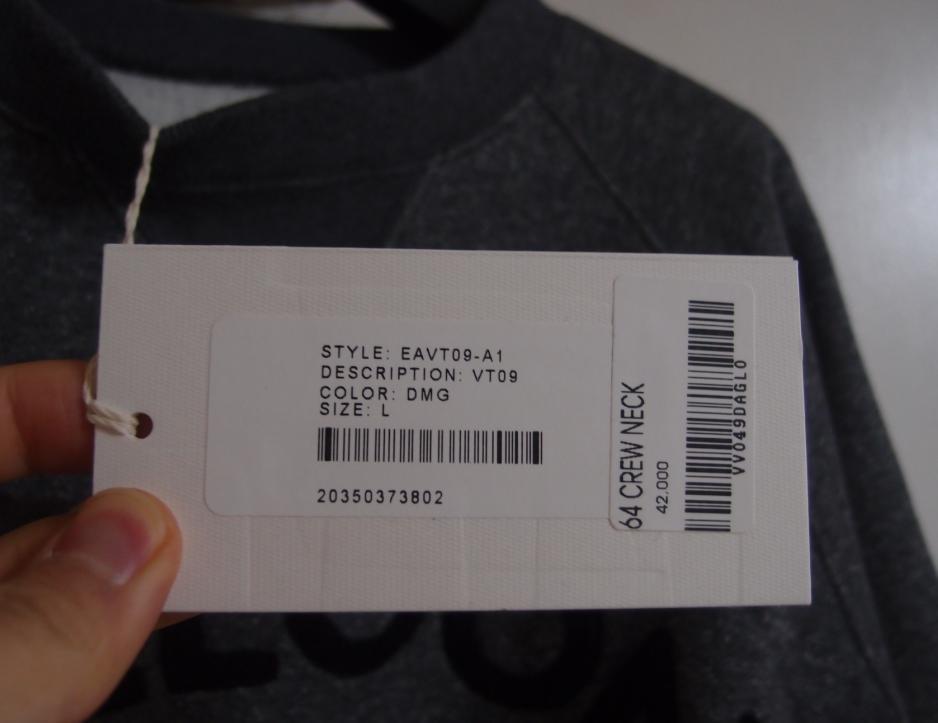 STYLE: EAVT09-A1
DESCRIPTION: VT09
COLOR: DMG
SIZE: L
20350373802
64 CREW NECK
42,000
VV049DAGL0